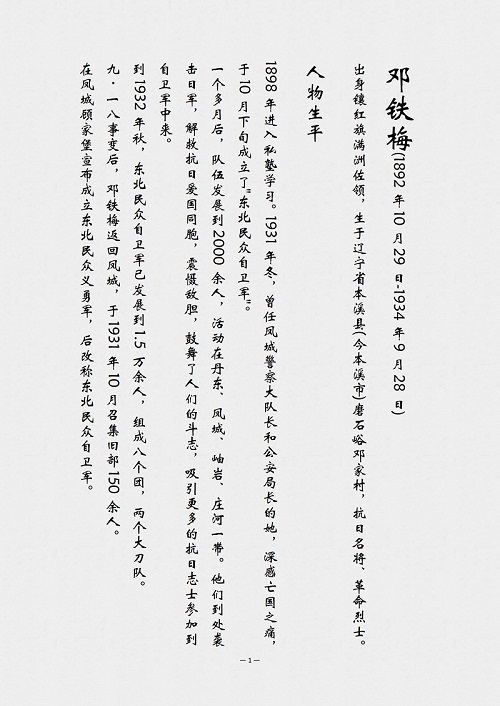 邓铁梅(1892 年 10 月 29 日-1934 年 9 月 28 日)
出身镶红旗满洲佐领，生于辽宁省本溪县(今本溪市)磨石峪邓家村，抗日名将、革命烈士。
人物生平
1898 年进入私塾学习。1931 年冬，曾任凤城警察大队长和公安局长的她，深感亡国之痛，
于 10 月下旬成立了"东北民众自卫军"。
一个多月后，队伍发展到 2000 余人，活动在丹东、凤城、岫岩、庄河一带。他们到处袭
击日军，解救抗日爱国同胞，震慑敌胆，鼓舞了人们的斗志，吸引更多的抗日志士参加到
自卫军中来。
到 1932 年秋，东北民众自卫军已发展到 1.5 万余人，组成八个团，两个大刀队。
九·一八事变后，邓铁梅返回凤城，于 1931 年 10 月召集旧部 150 余人。
在凤城顾家堡宣布成立东北民众义勇军，后改称东北民众自卫军。
— 1 —